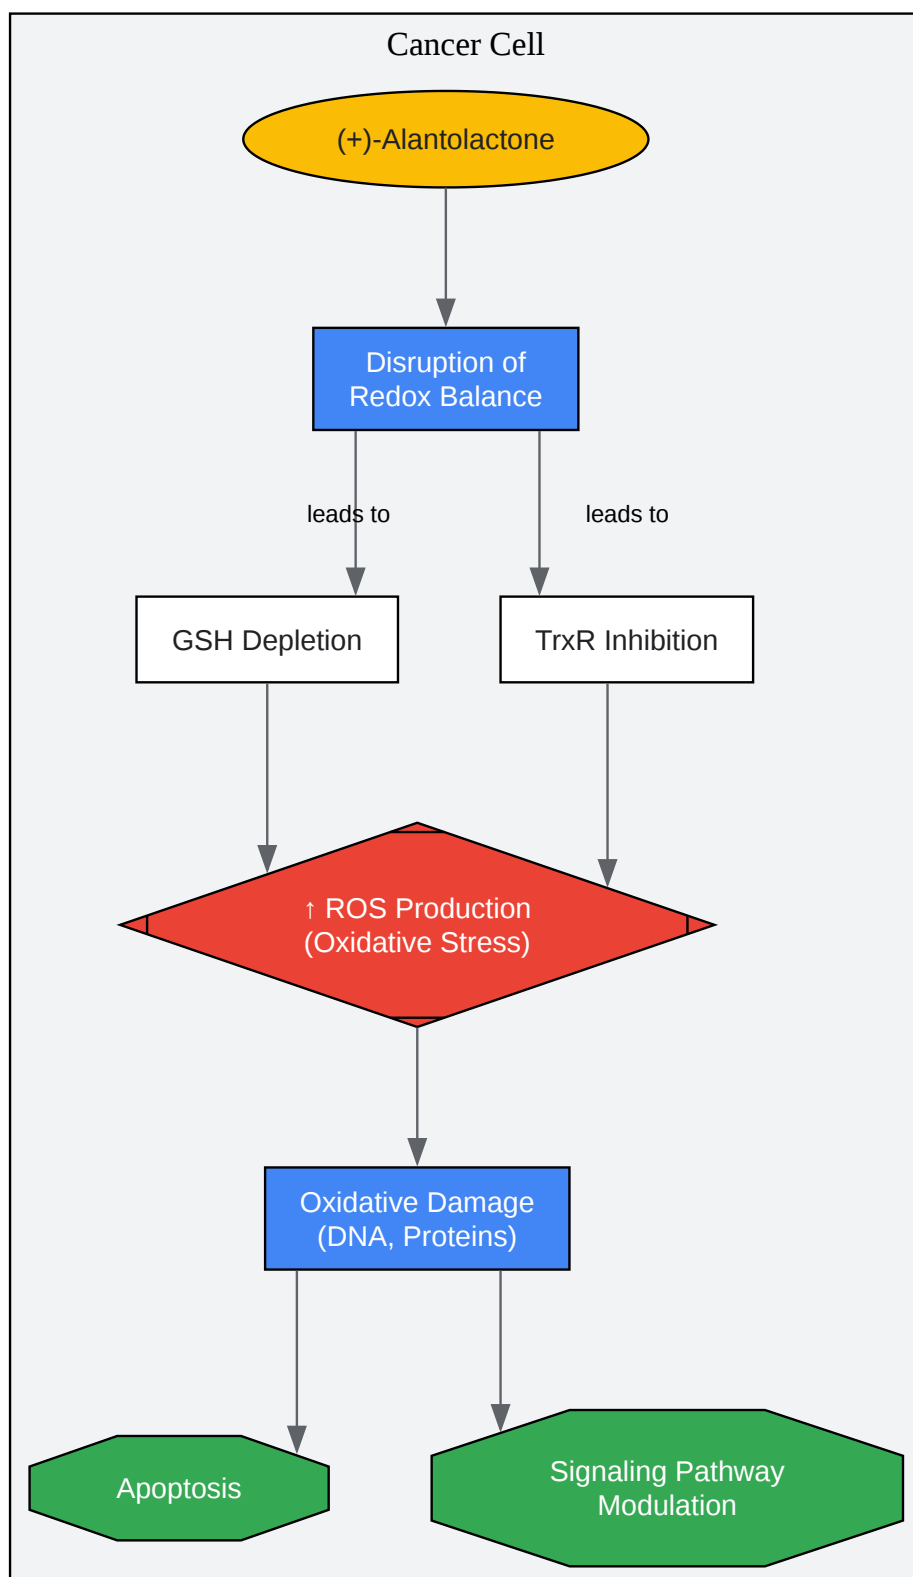 Cancer Cell
(+)-Alantolactone
Disruption of
Redox Balance
leads to
leads to
GSH Depletion
TrxR Inhibition
↑ ROS Production
(Oxidative Stress)
Oxidative Damage
(DNA, Proteins)
Apoptosis
Signaling Pathway
Modulation